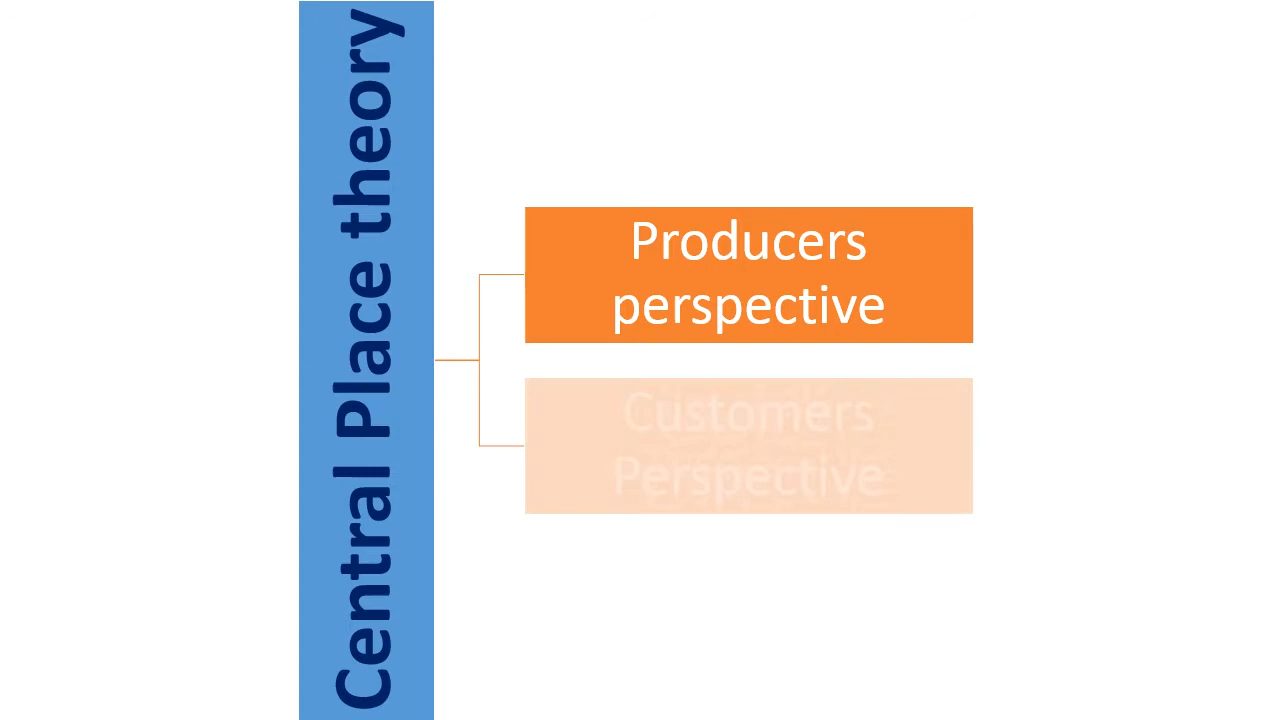 Central Place theory
Producers
perspective
Customers
Perspective